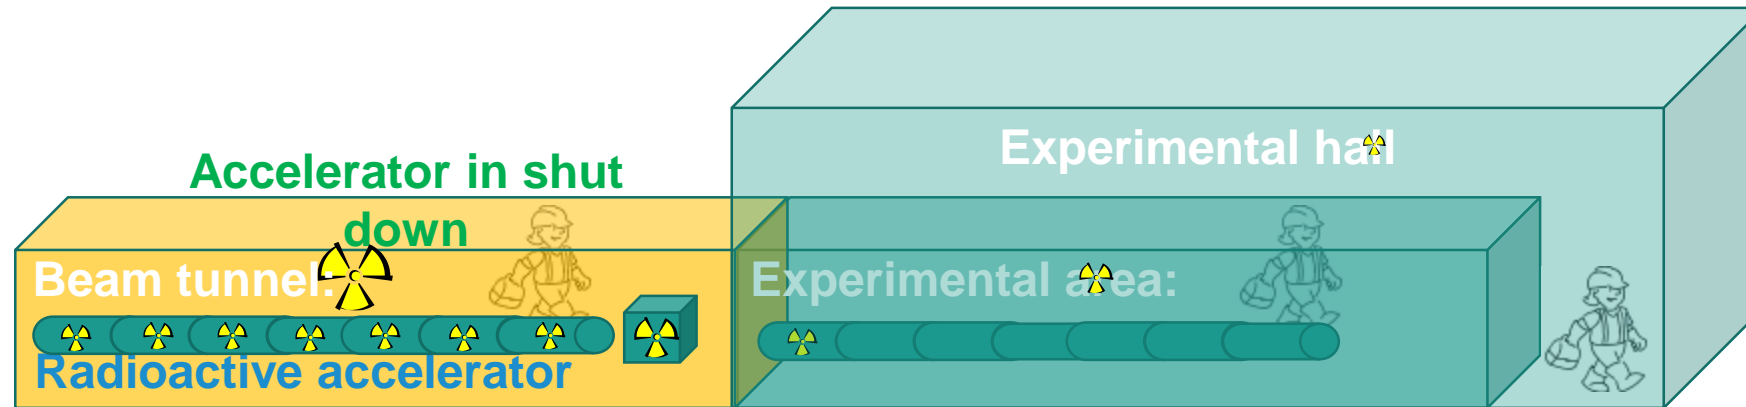 Experimental hall
Accelerator in shut
down
Beam tunnel:
Experimental area:
Radioactive accelerator